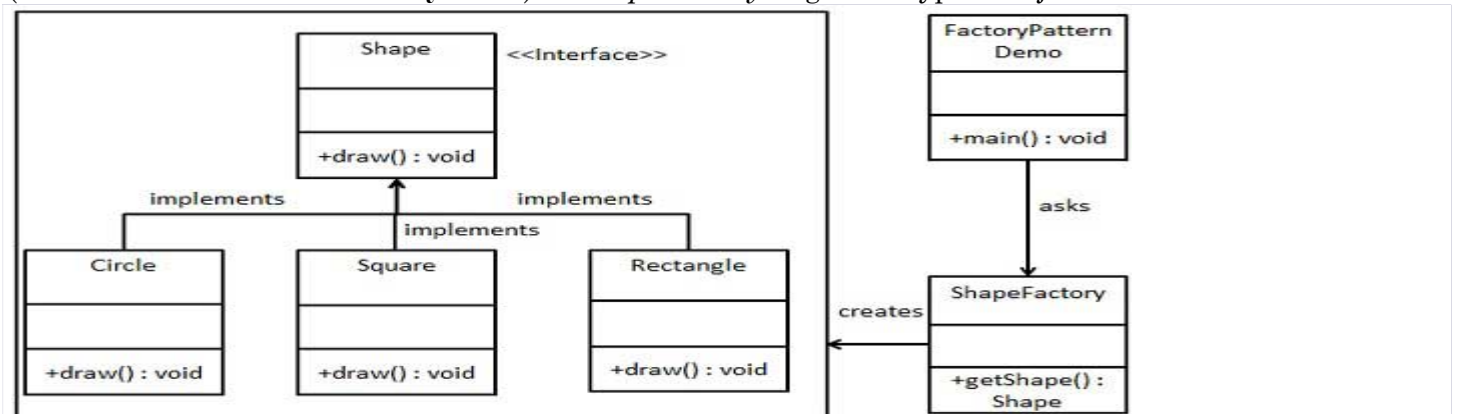 Shape
<<Interface>>
+draw() : void
FactoryPattern
Demo
+main() : void
implements
implements
implements
asks
Circle
+draw() : void
Square
+draw() : void
Rectangle
+draw() : void
creates
ShapeFactory
+getShape() :
Shape